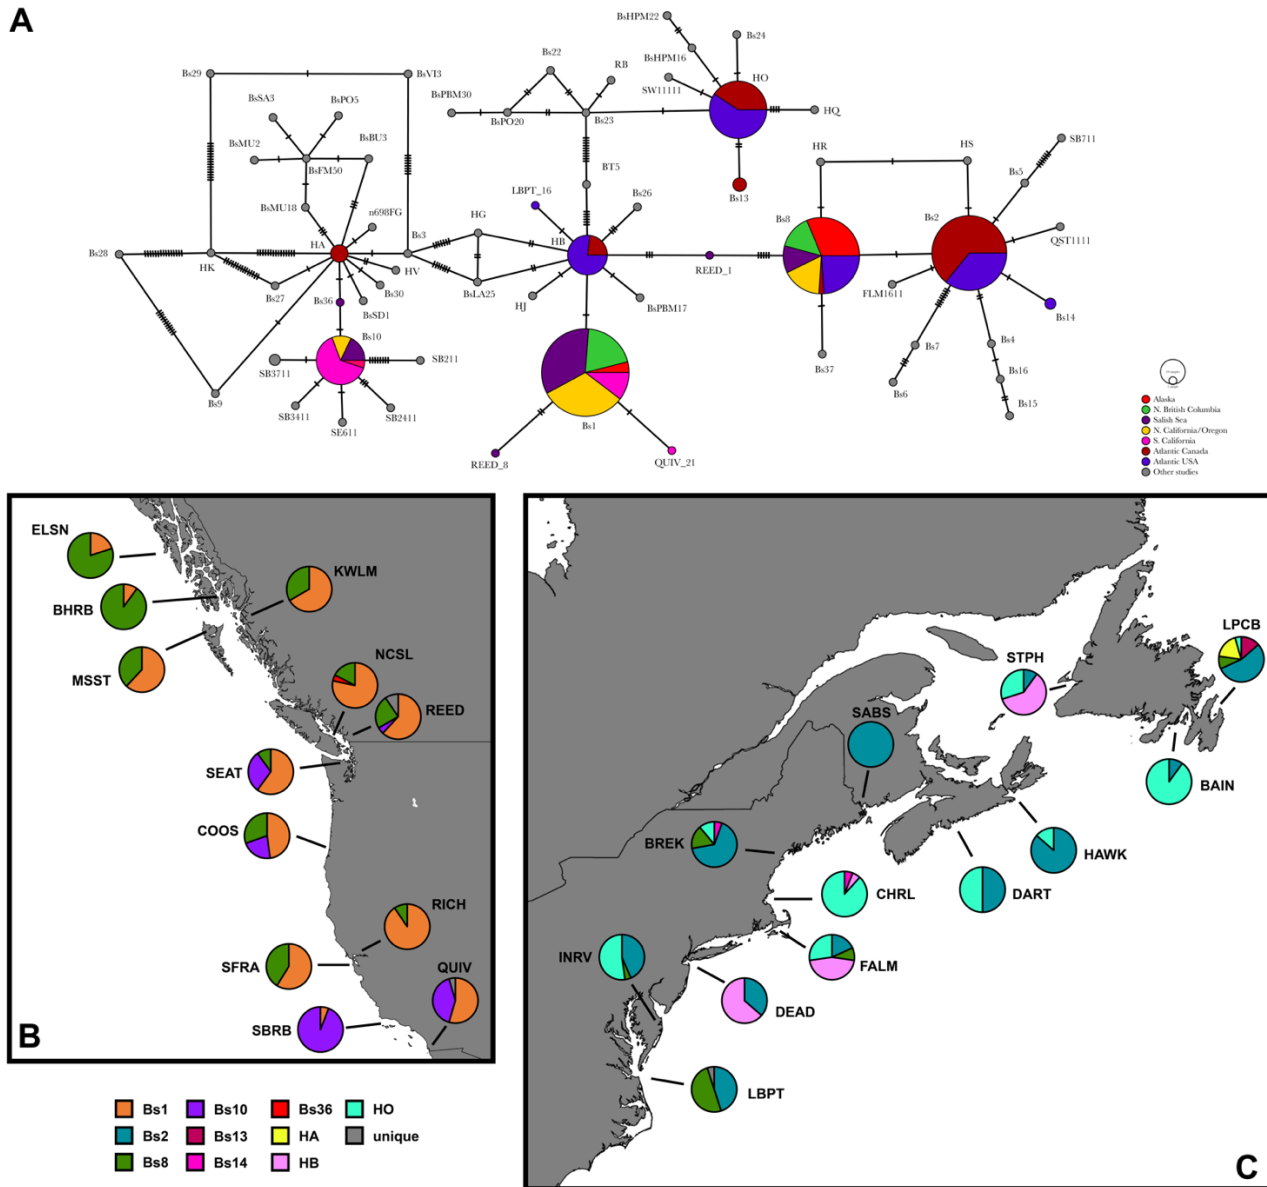 A
BsHPM22
Bs24
BsHPM16
HO
SW11111
HQ
Bs13
Bs22
RB
BsPBM30
BsPO20
Bs23
BT5
Bs29
BsVI3
BsSA3
BsPO5
BsMU2
BsBU3
BsFM50
BsMU18
n698FG
Bs28
HK
HA
Bs3
HV
Bs27
Bs30
BsSD1
Bs36
Bs10
Bs9
SB3711
SB211
SB3411
SE611
SB2411
HG
BsLA25
LBPT_16
HB
Bs26
HJ
BsPBM17
REED_1
Bs1
REED_8
QUIV_21
HR
HS
Bs8
Bs2
Bs37
SB711
Bs5
QST1111
FLM1611
Bs14
Bs7
Bs6
Bs4
Bs16
Bs15
Alaska
N. British Columbia
Salish Sea
N. California/Oregon
S. California
Atlantic Canada
Atlantic USA
Other studies
B
ELSN
BHRB
MSST
KWLM
NCSL
REED
SEAT
COOS
RICH
SFRA
QUIV
SBRB
C
LPCB
STPH
BAIN
SABS
HAWK
DART
BREK
CHRL
FALM
INRV
DEAD
LBPT
Bs1 Bs10 Bs36 HO
Bs2 Bs13 HA unique
Bs8 Bs14 HB